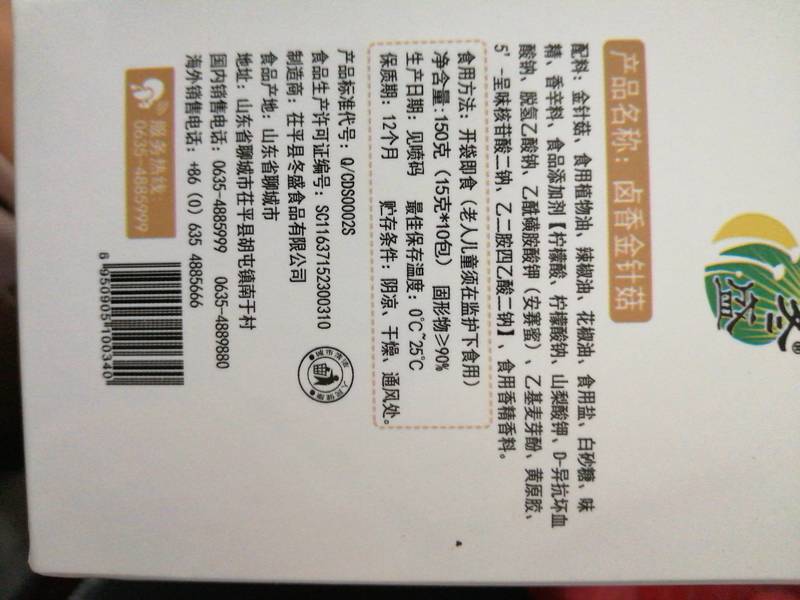 冬盛®
产品名称：卤香金针菇
配料：金针菇、食用植物油、辣椒油、花椒油、食用盐、白砂糖、味
精、香辛料、食品添加剂【柠檬酸、柠檬酸钠、山梨酸钾、D-异抗坏血
酸钠、脱氢乙酸钠、乙酰磺胺酸钾（安赛蜜）、乙基麦芽酚、黄原胶、
5'-呈味核苷酸二钠、乙二胺四乙酸二钠】、食用香精香料。
食用方法：开袋即食（老人儿童须在监护下食用）
净含量:150克（15克*10包） 固形物≥90%
生产日期：见喷码 最佳保存温度：0℃~25℃
保质期：12个月 贮存条件：阴凉、干燥、通风处。
产品标准代号：Q/CDS0002S
食品生产许可证编号：SC11637152300310
制造商：茌平县冬盛食品有限公司
食品产地：山东省聊城市
地址：山东省聊城市茌平县胡屯镇南于村
国内销售电话：0635-4885999 0635-4889880
海外销售电话：+86 (0) 635 4885666
服务热线：
0635-4885999
6 950905 100340